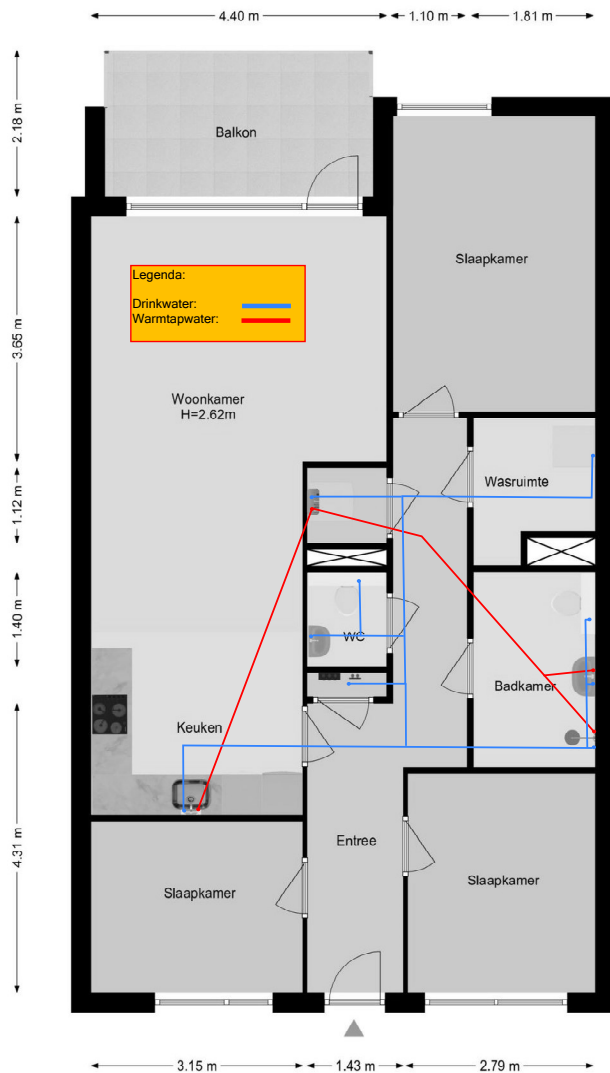 4.40 m
1.10 m
1.81 m
2.18 m
Balkon
Slaapkamer
Legenda:
Drinkwater:
Warmtapwater:
3.65 m
Woonkamer
H=2.62m
Wasruimte
1.12 m
1.40 m
WC
Badkamer
Keuken
4.31 m
Entree
Slaapkamer
Slaapkamer
3.15 m
1.43 m
2.79 m